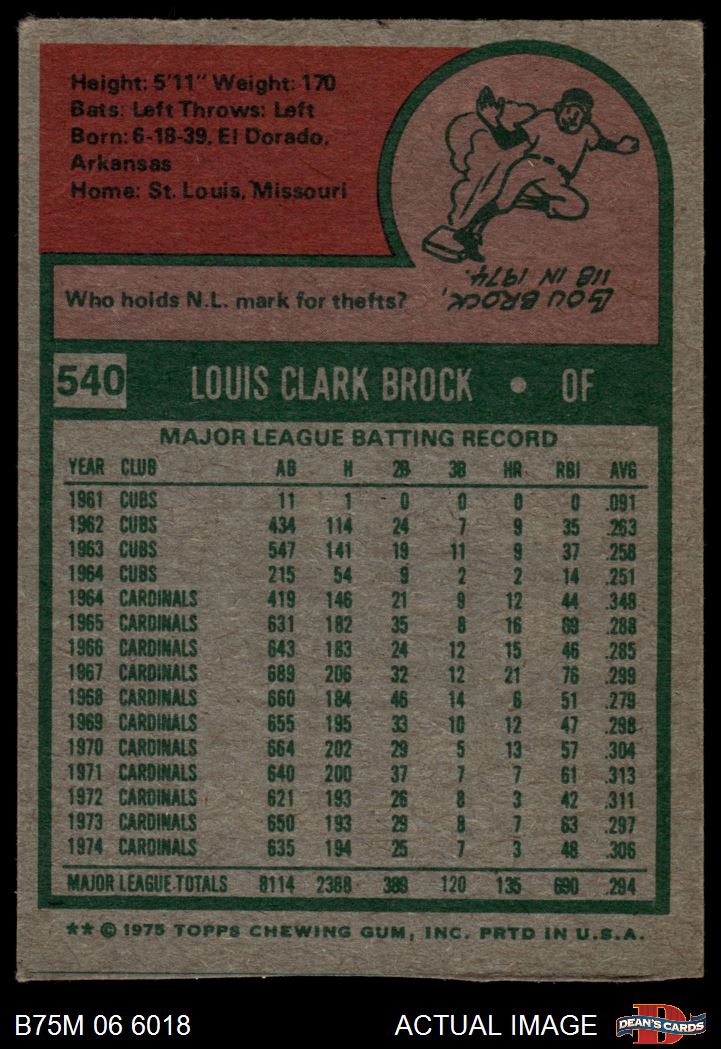 Height: 5'11" Weight: 170
Bats: Left Throws: Left
Born: 6-18-39, El Dorado,
Arkansas
Home: St. Louis, Missouri
Who holds N.L. mark for thefts?
LOU BROCK,
118 IN 1974.
540 LOUIS CLARK BROCK • OF
MAJOR LEAGUE BATTING RECORD
YEAR CLUB AB H 2B 3B HR RBI AVG
1961 CUBS 11 1 0 0 0 0 .091
1962 CUBS 434 114 24 7 9 35 .263
1963 CUBS 547 141 19 11 9 37 .258
1964 CUBS 215 54 9 2 2 14 .251
1964 CARDINALS 419 146 21 9 12 44 .348
1965 CARDINALS 631 182 35 8 16 69 .288
1966 CARDINALS 643 183 24 12 15 46 .285
1967 CARDINALS 689 206 32 12 21 76 .299
1968 CARDINALS 660 184 46 14 6 51 .279
1969 CARDINALS 655 195 33 10 12 47 .298
1970 CARDINALS 664 202 29 5 13 57 .304
1971 CARDINALS 640 200 37 7 7 61 .313
1972 CARDINALS 621 193 26 8 3 42 .311
1973 CARDINALS 650 193 29 8 7 63 .297
1974 CARDINALS 635 194 25 7 3 48 .306
MAJOR LEAGUE TOTALS 8114 2388 389 120 135 690 .294
** © 1975 TOPPS CHEWING GUM, INC. PRTD IN U.S.A.
B75M 06 6018 ACTUAL IMAGE D DEAN'S CARDS